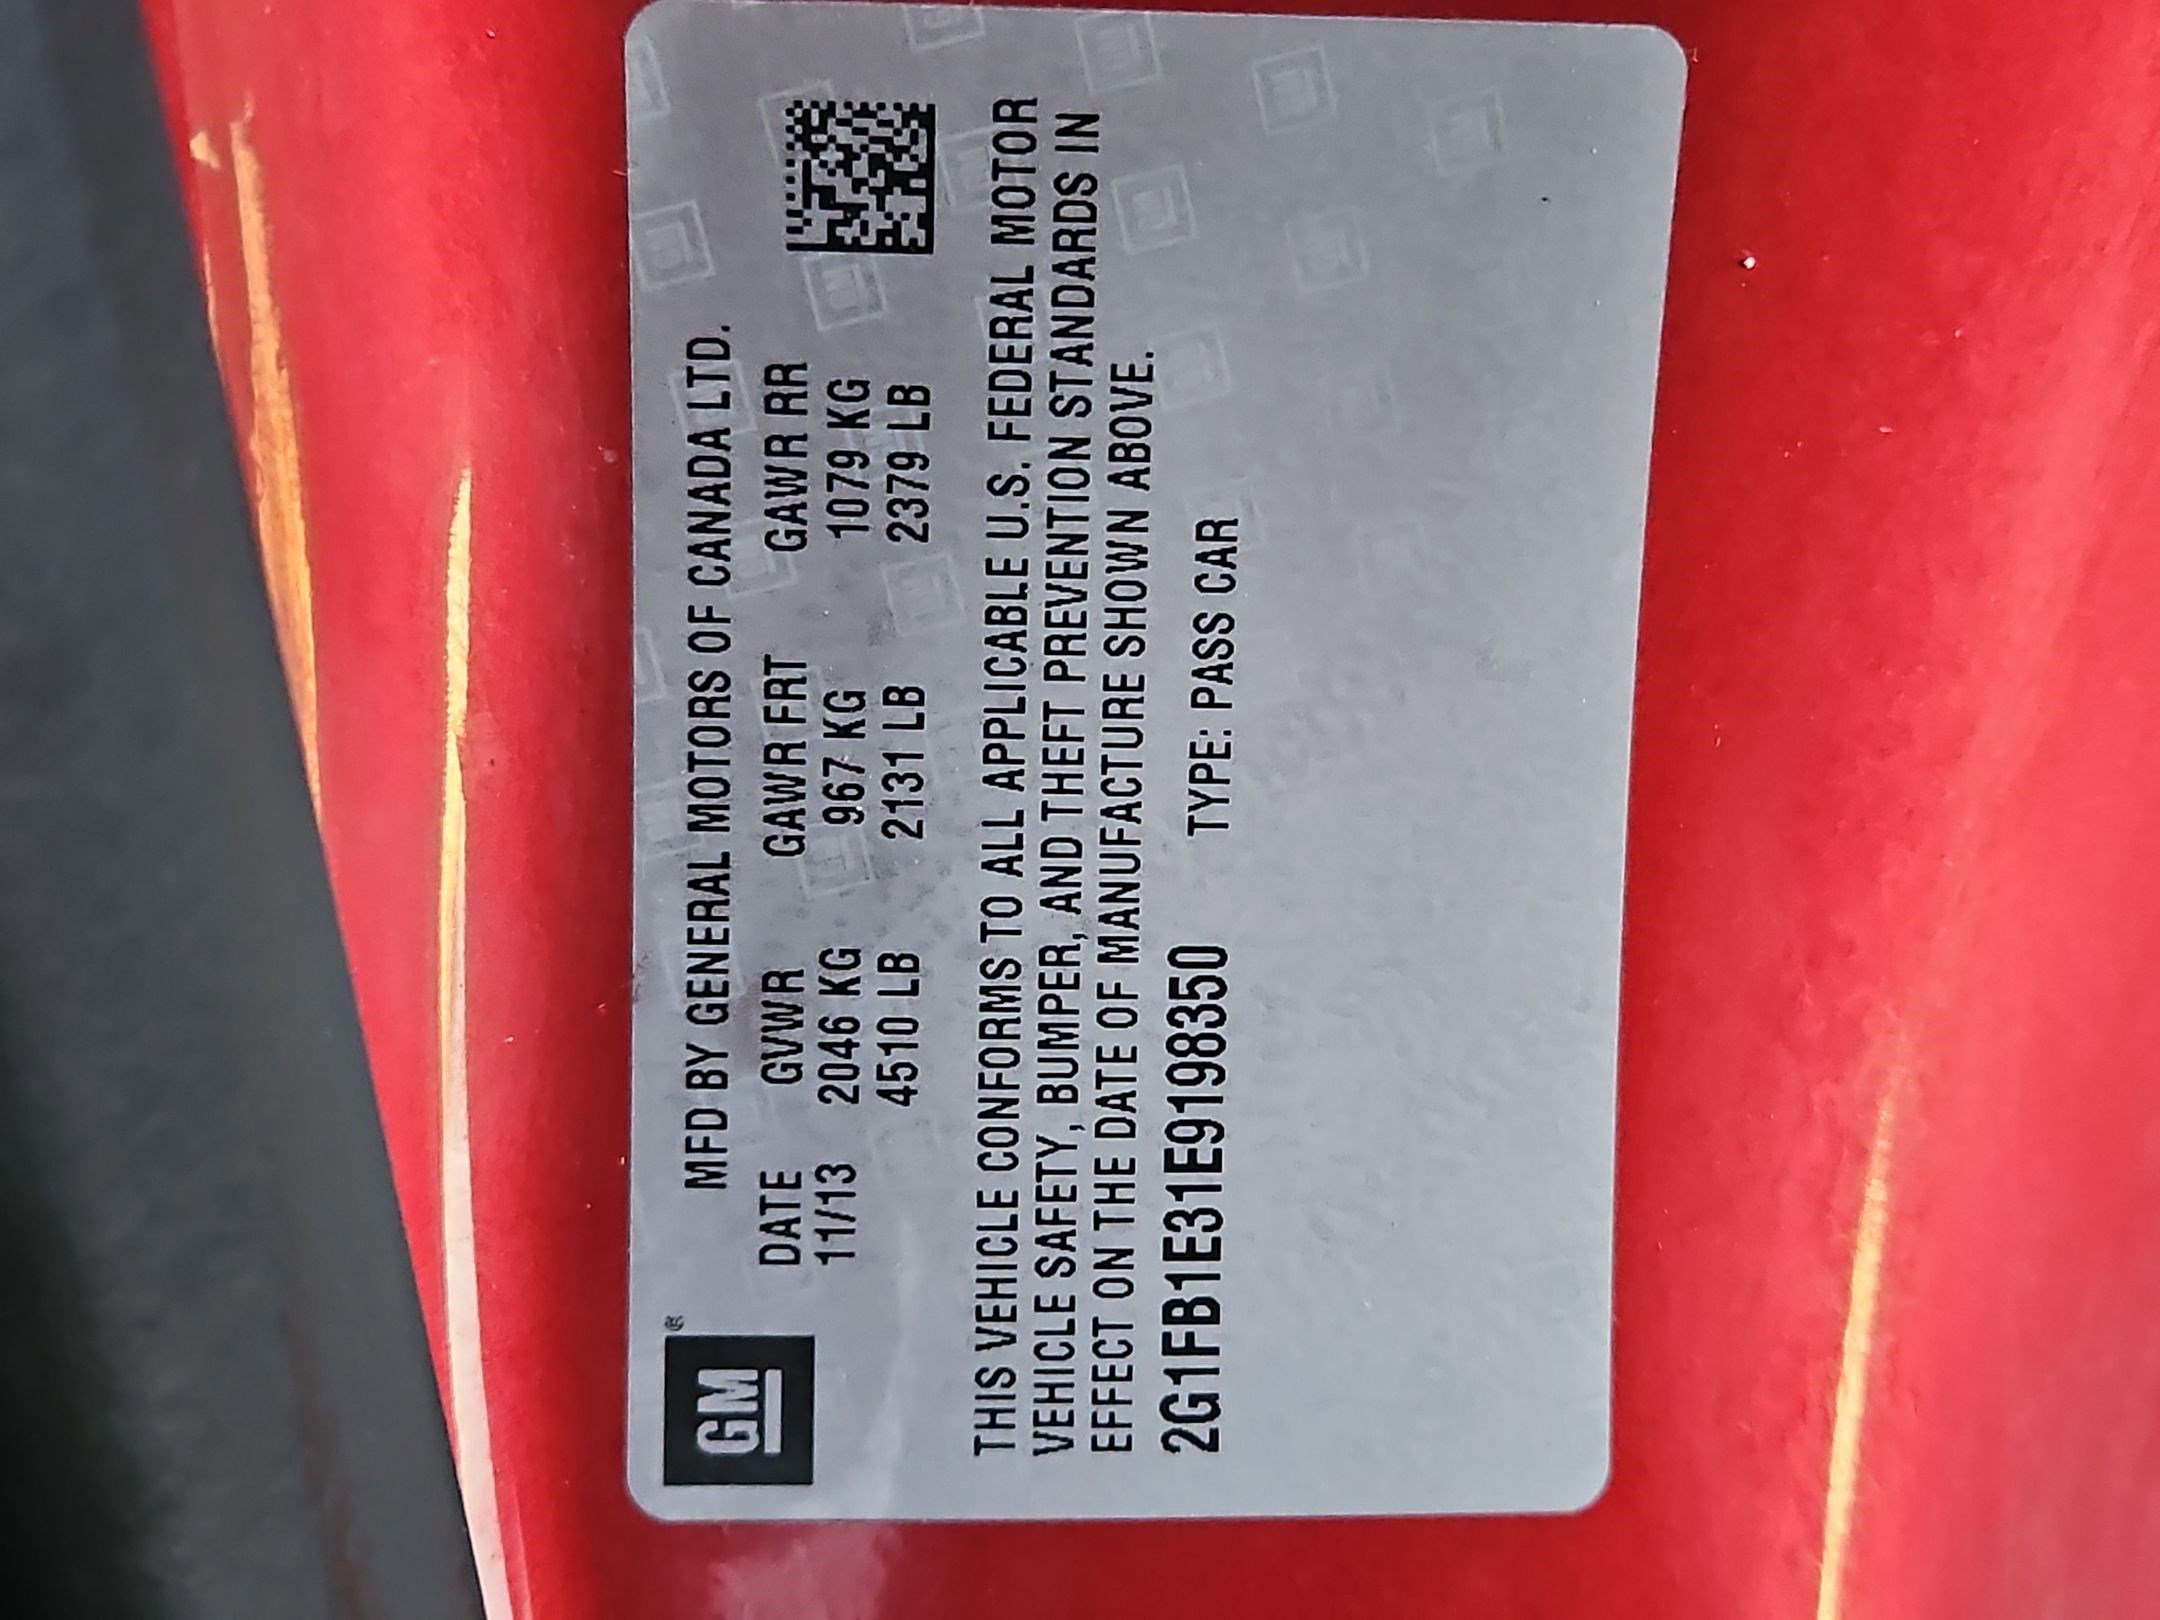 GM®
MFD BY GENERAL MOTORS OF CANADA LTD.
DATE GVWR GAWR FRT GAWR RR
11/13 2046 KG 967 KG 1079 KG
4510 LB 2131 LB 2379 LB
THIS VEHICLE CONFORMS TO ALL APPLICABLE U.S. FEDERAL MOTOR
VEHICLE SAFETY, BUMPER, AND THEFT PREVENTION STANDARDS IN
EFFECT ON THE DATE OF MANUFACTURE SHOWN ABOVE.
2G1FB1E31E9198350 TYPE: PASS CAR